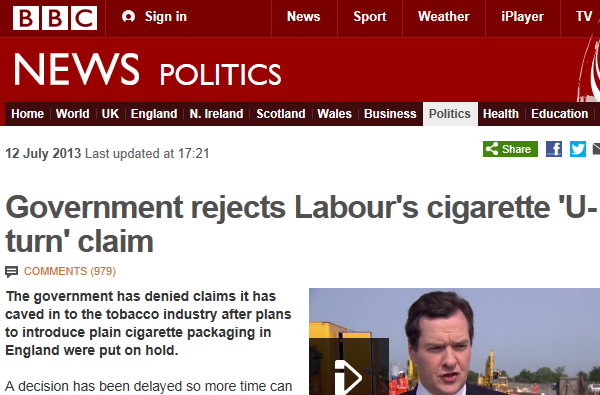 BBC Sign in News Sport Weather iPlayer TV
NEWS POLITICS
Home World UK England N. Ireland Scotland Wales Business Politics Health Education
12 July 2013 Last updated at 17:21 Share
Government rejects Labour's cigarette 'U-
turn' claim
COMMENTS (979)
The government has denied claims it has
caved in to the tobacco industry after plans
to introduce plain cigarette packaging in
England were put on hold.
A decision has been delayed so more time can